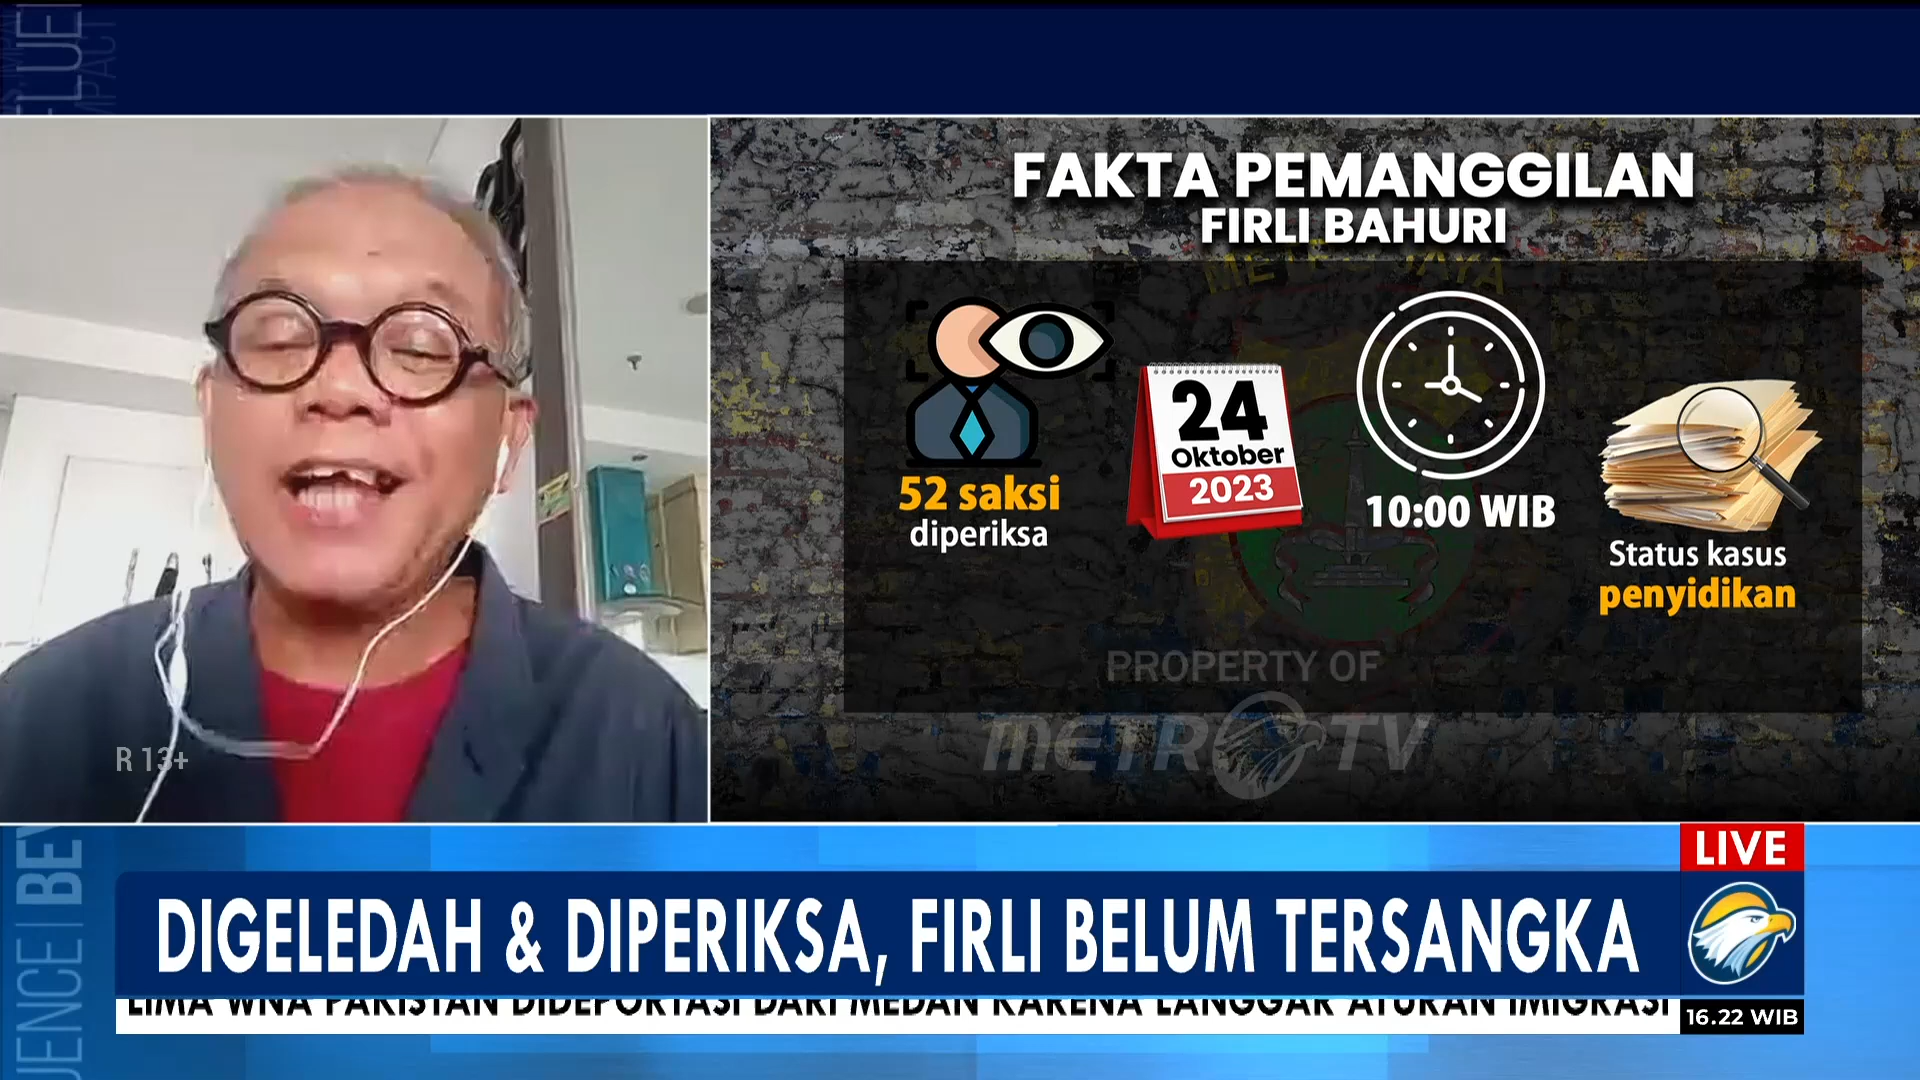 FAKTA PEMANGGILAN
FIRLI BAHURI
METRO JAYA
52 saksi
diperiksa
24
Oktober
2023
10:00 WIB
Status kasus
penyidikan
PROPERTY OF
METRO TV
R 13+
LIVE
DIGELEDAH & DIPERIKSA, FIRLI BELUM TERSANGKA
LIMA WNA PAKISTAN DIDEPORTASI DARI MEDAN KARENA LANGGAR ATURAN IMIGRASI
16.22 WIB